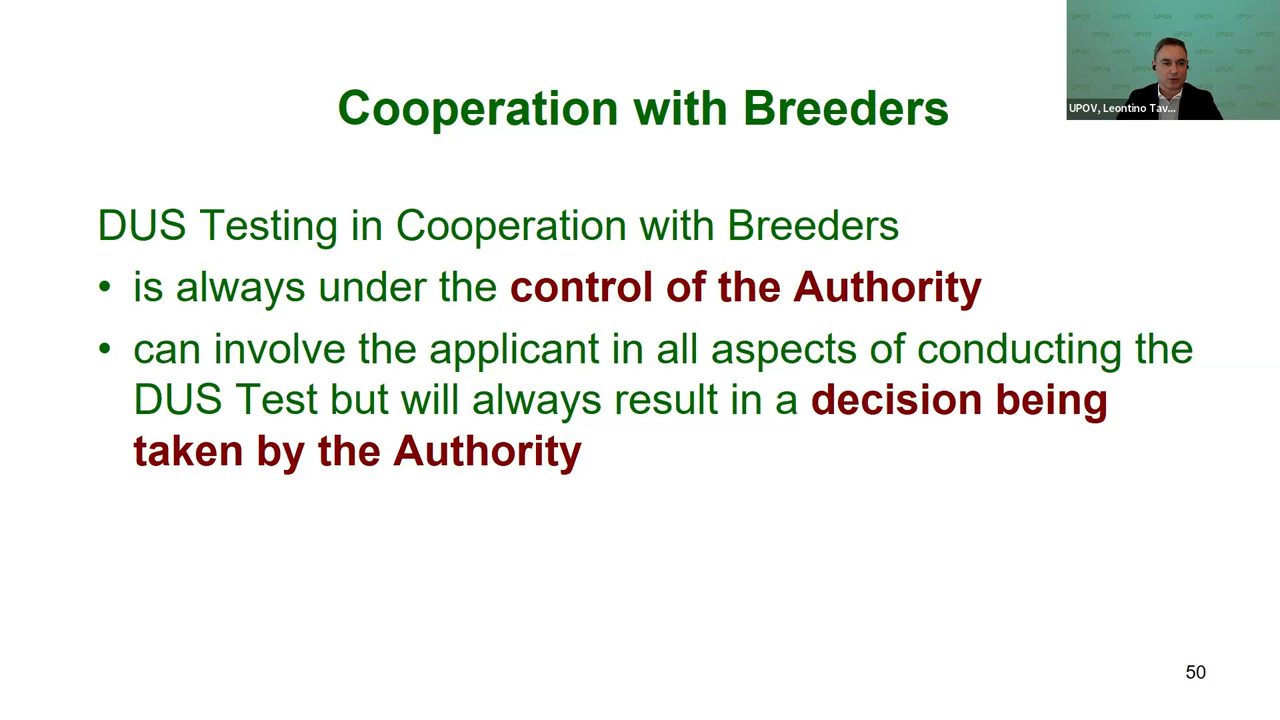 UPOV, Leontino Tav...
Cooperation with Breeders
DUS Testing in Cooperation with Breeders
• is always under the control of the Authority
• can involve the applicant in all aspects of conducting the
DUS Test but will always result in a decision being
taken by the Authority
50